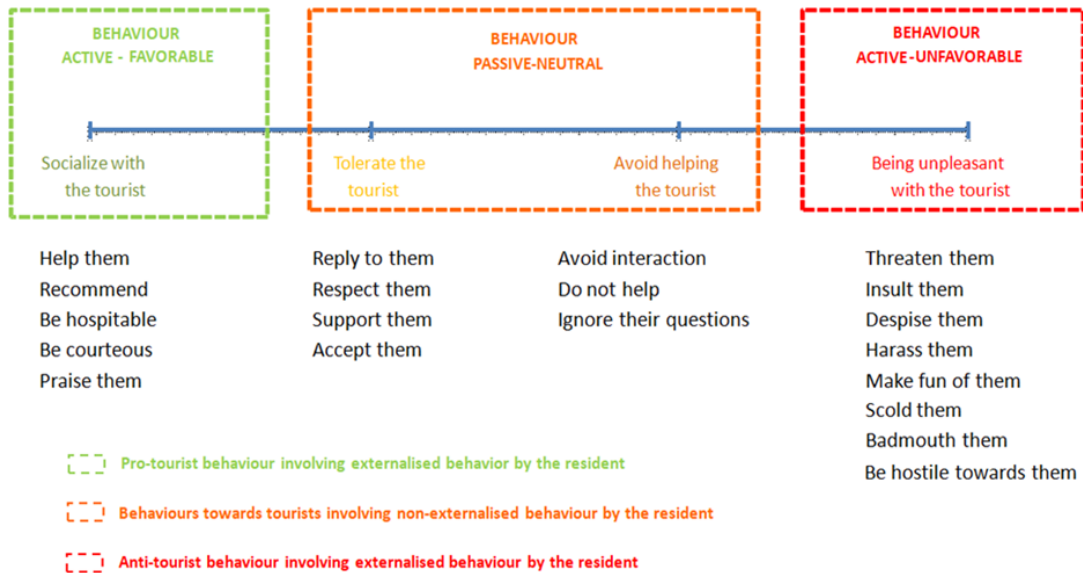 BEHAVIOUR
ACTIVE - FAVORABLE
BEHAVIOUR
PASSIVE-NEUTRAL
BEHAVIOUR
ACTIVE-UNFAVORABLE
Socialize with
the tourist
Tolerate the
tourist
Avoid helping
the tourist
Being unpleasant
with the tourist
Help them
Recommend
Be hospitable
Be courteous
Praise them
Reply to them
Respect them
Support them
Accept them
Avoid interaction
Do not help
Ignore their questions
Threaten them
Insult them
Despise them
Harass them
Make fun of them
Scold them
Badmouth them
Be hostile towards them
Pro-tourist behaviour involving externalised behavior by the resident
Behaviours towards tourists involving non-externalised behaviour by the resident
Anti-tourist behaviour involving externalised behaviour by the resident